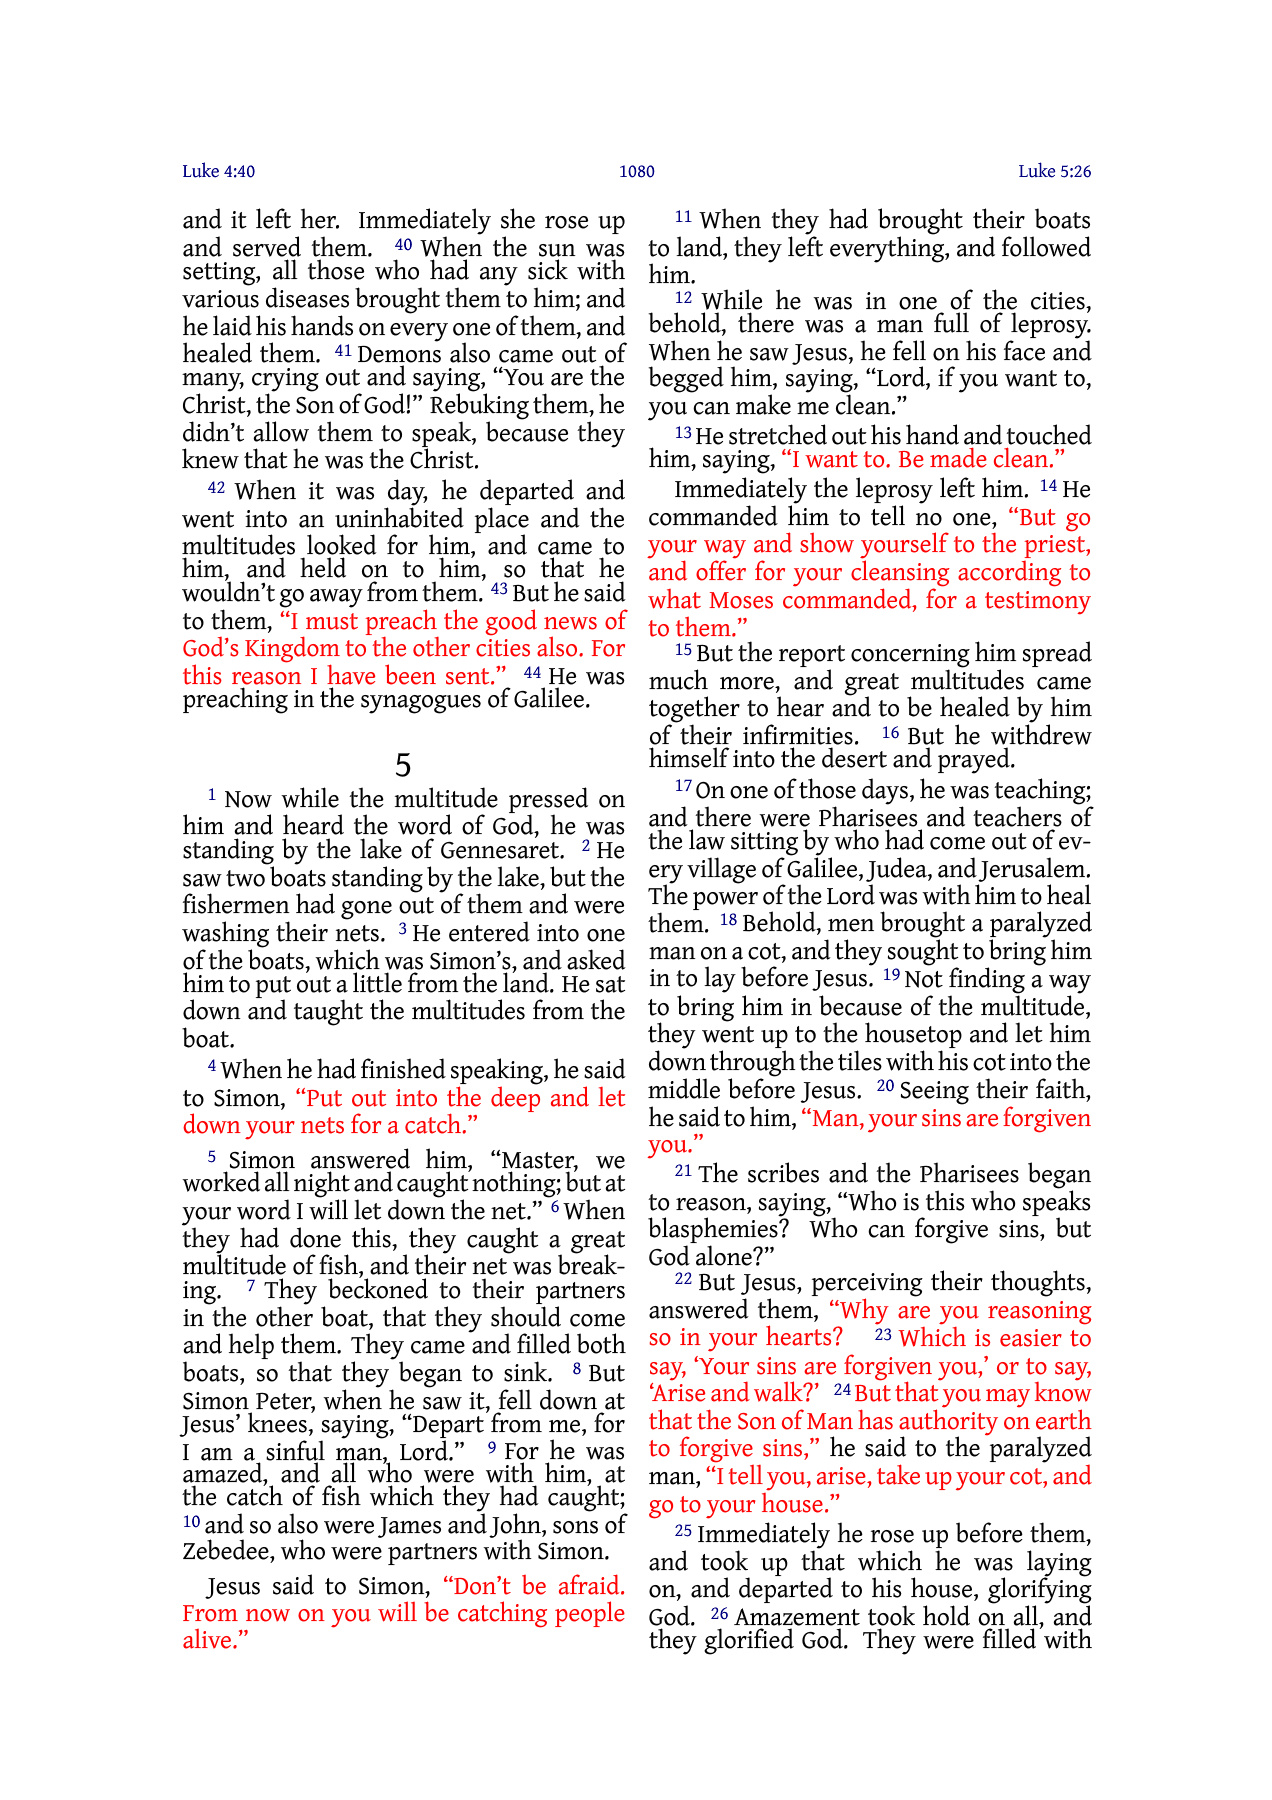 Luke 4:40 1080 Luke 5:26
and it left her. Immediately she rose up
and served them. 40 When the sun was
setting, all those who had any sick with
various diseases brought them to him; and
he laid his hands on every one of them, and
healed them. 41 Demons also came out of
many, crying out and saying, “You are the
Christ, the Son of God!” Rebuking them, he
didn’t allow them to speak, because they
knew that he was the Christ.
42 When it was day, he departed and
went into an uninhabited place and the
multitudes looked for him, and came to
him, and held on to him, so that he
wouldn’t go away from them. 43 But he said
to them, “I must preach the good news of
God’s Kingdom to the other cities also. For
this reason I have been sent.” 44 He was
preaching in the synagogues of Galilee.
5
1 Now while the multitude pressed on
him and heard the word of God, he was
standing by the lake of Gennesaret. 2 He
saw two boats standing by the lake, but the
fishermen had gone out of them and were
washing their nets. 3 He entered into one
of the boats, which was Simon’s, and asked
him to put out a little from the land. He sat
down and taught the multitudes from the
boat.
4 When he had finished speaking, he said
to Simon, “Put out into the deep and let
down your nets for a catch.”
5 Simon answered him, “Master, we
worked all night and caught nothing; but at
your word I will let down the net.” 6 When
they had done this, they caught a great
multitude of fish, and their net was break-
ing. 7 They beckoned to their partners
in the other boat, that they should come
and help them. They came and filled both
boats, so that they began to sink. 8 But
Simon Peter, when he saw it, fell down at
Jesus’ knees, saying, “Depart from me, for
I am a sinful man, Lord.” 9 For he was
amazed, and all who were with him, at
the catch of fish which they had caught;
10 and so also were James and John, sons of
Zebedee, who were partners with Simon.
Jesus said to Simon, “Don’t be afraid.
From now on you will be catching people
alive.”
11 When they had brought their boats
to land, they left everything, and followed
him.
12 While he was in one of the cities,
behold, there was a man full of leprosy.
When he saw Jesus, he fell on his face and
begged him, saying, “Lord, if you want to,
you can make me clean.”
13 He stretched out his hand and touched
him, saying, “I want to. Be made clean.”
Immediately the leprosy left him. 14 He
commanded him to tell no one, “But go
your way and show yourself to the priest,
and offer for your cleansing according to
what Moses commanded, for a testimony
to them.”
15 But the report concerning him spread
much more, and great multitudes came
together to hear and to be healed by him
of their infirmities. 16 But he withdrew
himself into the desert and prayed.
17 On one of those days, he was teaching;
and there were Pharisees and teachers of
the law sitting by who had come out of ev-
ery village of Galilee, Judea, and Jerusalem.
The power of the Lord was with him to heal
them. 18 Behold, men brought a paralyzed
man on a cot, and they sought to bring him
in to lay before Jesus. 19 Not finding a way
to bring him in because of the multitude,
they went up to the housetop and let him
down through the tiles with his cot into the
middle before Jesus. 20 Seeing their faith,
he said to him, “Man, your sins are forgiven
you.”
21 The scribes and the Pharisees began
to reason, saying, “Who is this who speaks
blasphemies? Who can forgive sins, but
God alone?”
22 But Jesus, perceiving their thoughts,
answered them, “Why are you reasoning
so in your hearts? 23 Which is easier to
say, ‘Your sins are forgiven you,’ or to say,
‘Arise and walk?’ 24 But that you may know
that the Son of Man has authority on earth
to forgive sins,” he said to the paralyzed
man, “I tell you, arise, take up your cot, and
go to your house.”
25 Immediately he rose up before them,
and took up that which he was laying
on, and departed to his house, glorifying
God. 26 Amazement took hold on all, and
they glorified God. They were filled with